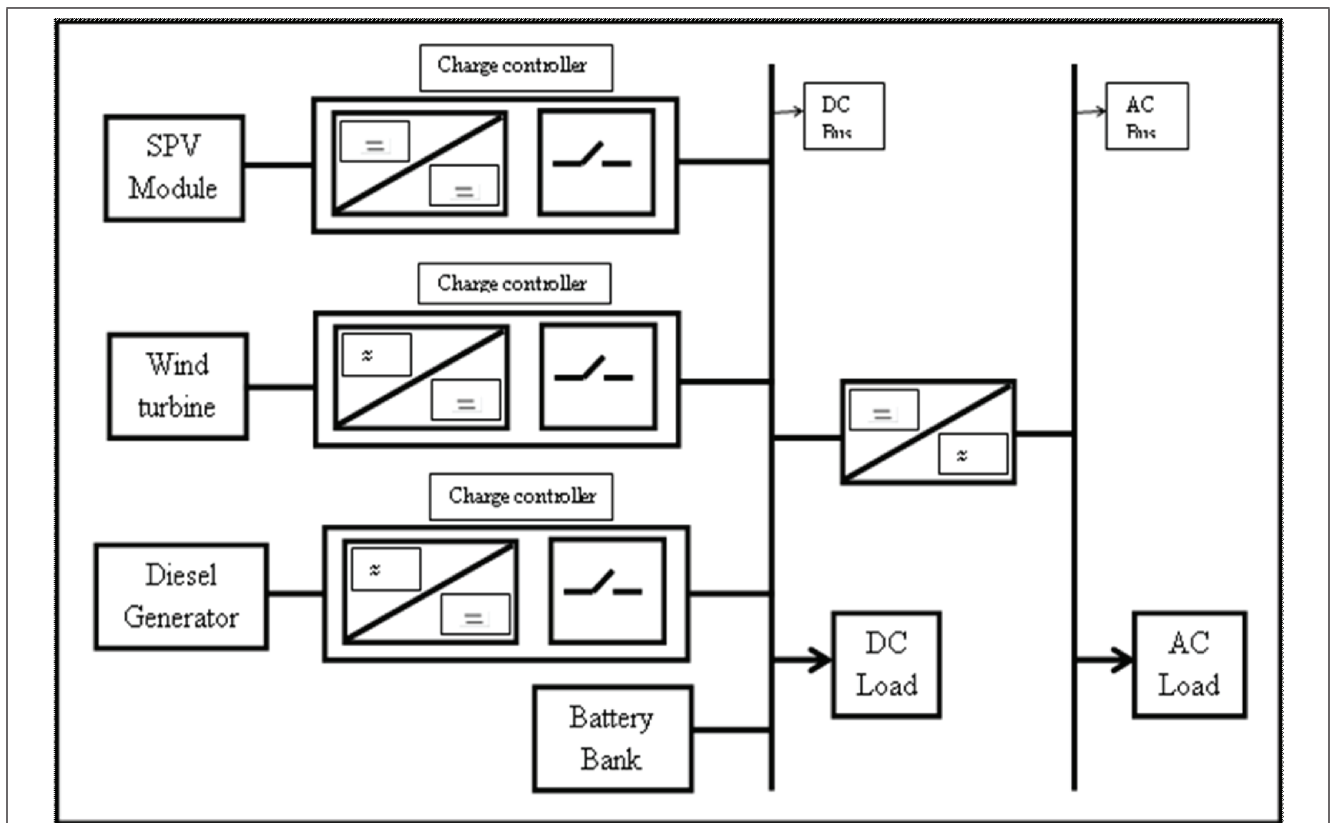 Charge controller
DC
Bus
AC
Bus
SPV
Module
=
=
Charge controller
Wind
turbine
≈
=
=
≈
Charge controller
Diesel
Generator
≈
=
DC
Load
AC
Load
Battery
Bank